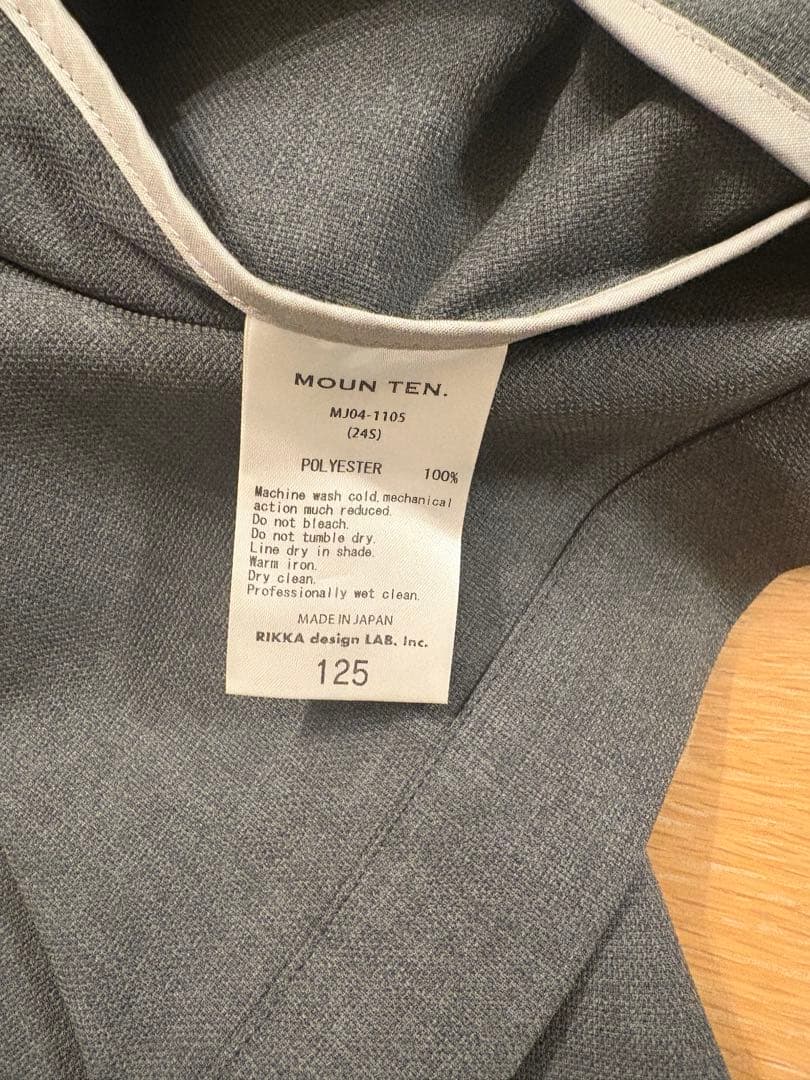 MOUN TEN.
MJ04-1105
(24S)
POLYESTER 100%
Machine wash cold, mechanical
action much reduced.
Do not bleach.
Do not tumble dry.
Line dry in shade.
Warm iron.
Dry clean.
Professionally wet clean.
MADE IN JAPAN
RIKKA design LAB. Inc.
125